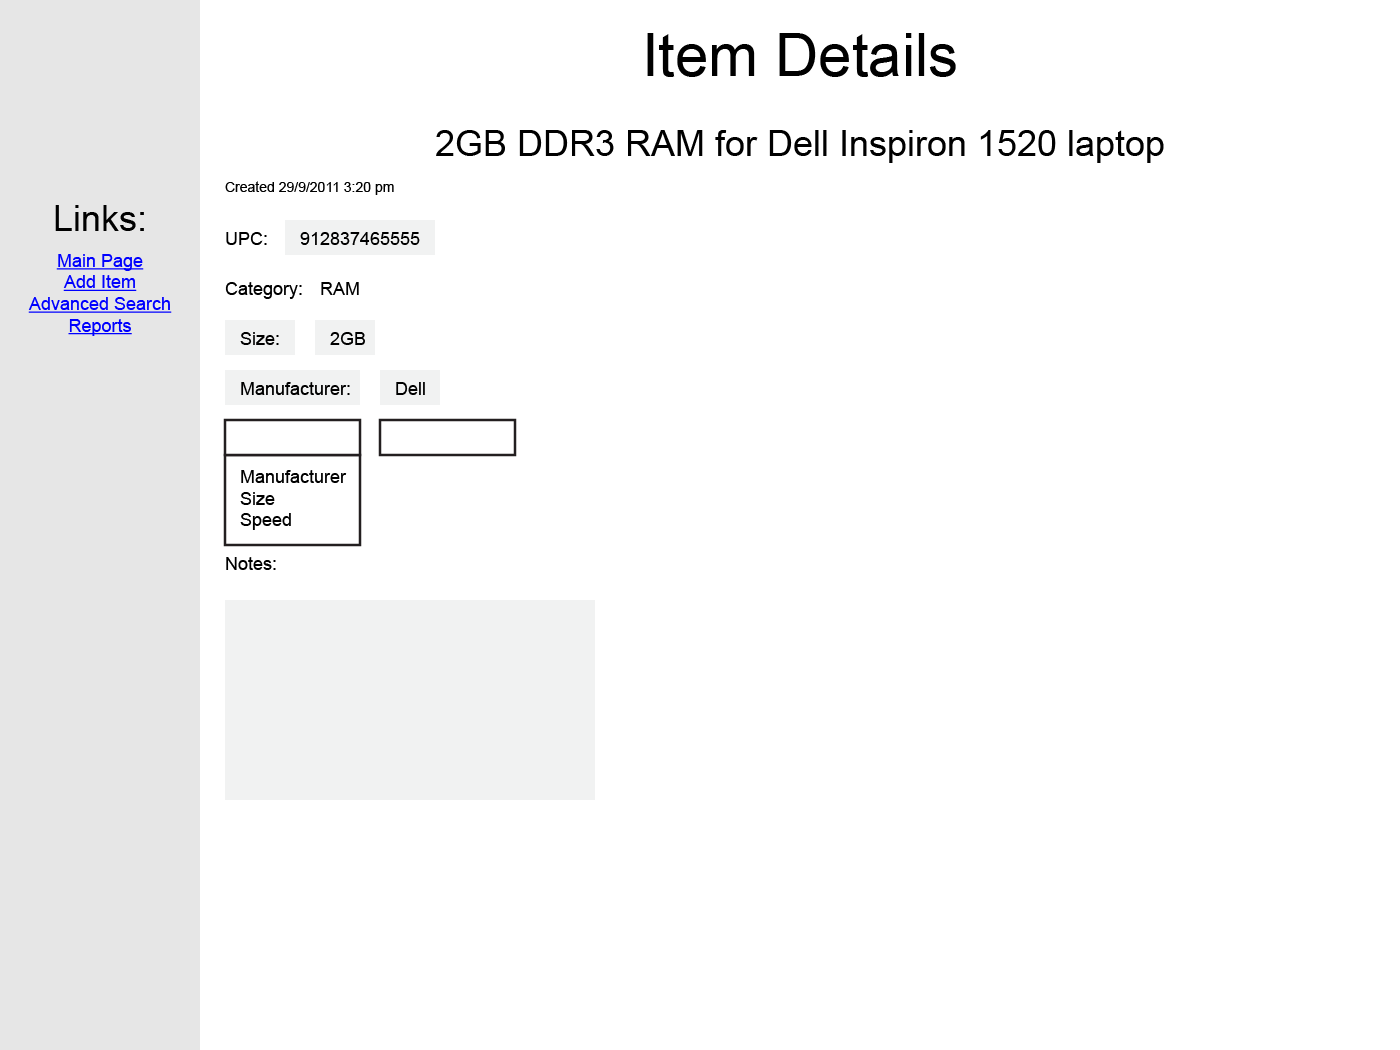 Item Details
2GB DDR3 RAM for Dell Inspiron 1520 laptop
Created 29/9/2011 3:20 pm
Links:
Main Page
Add Item
Advanced Search
Reports
UPC: 912837465555
Category: RAM
Size: 2GB
Manufacturer: Dell
Manufacturer
Size
Speed
Notes: